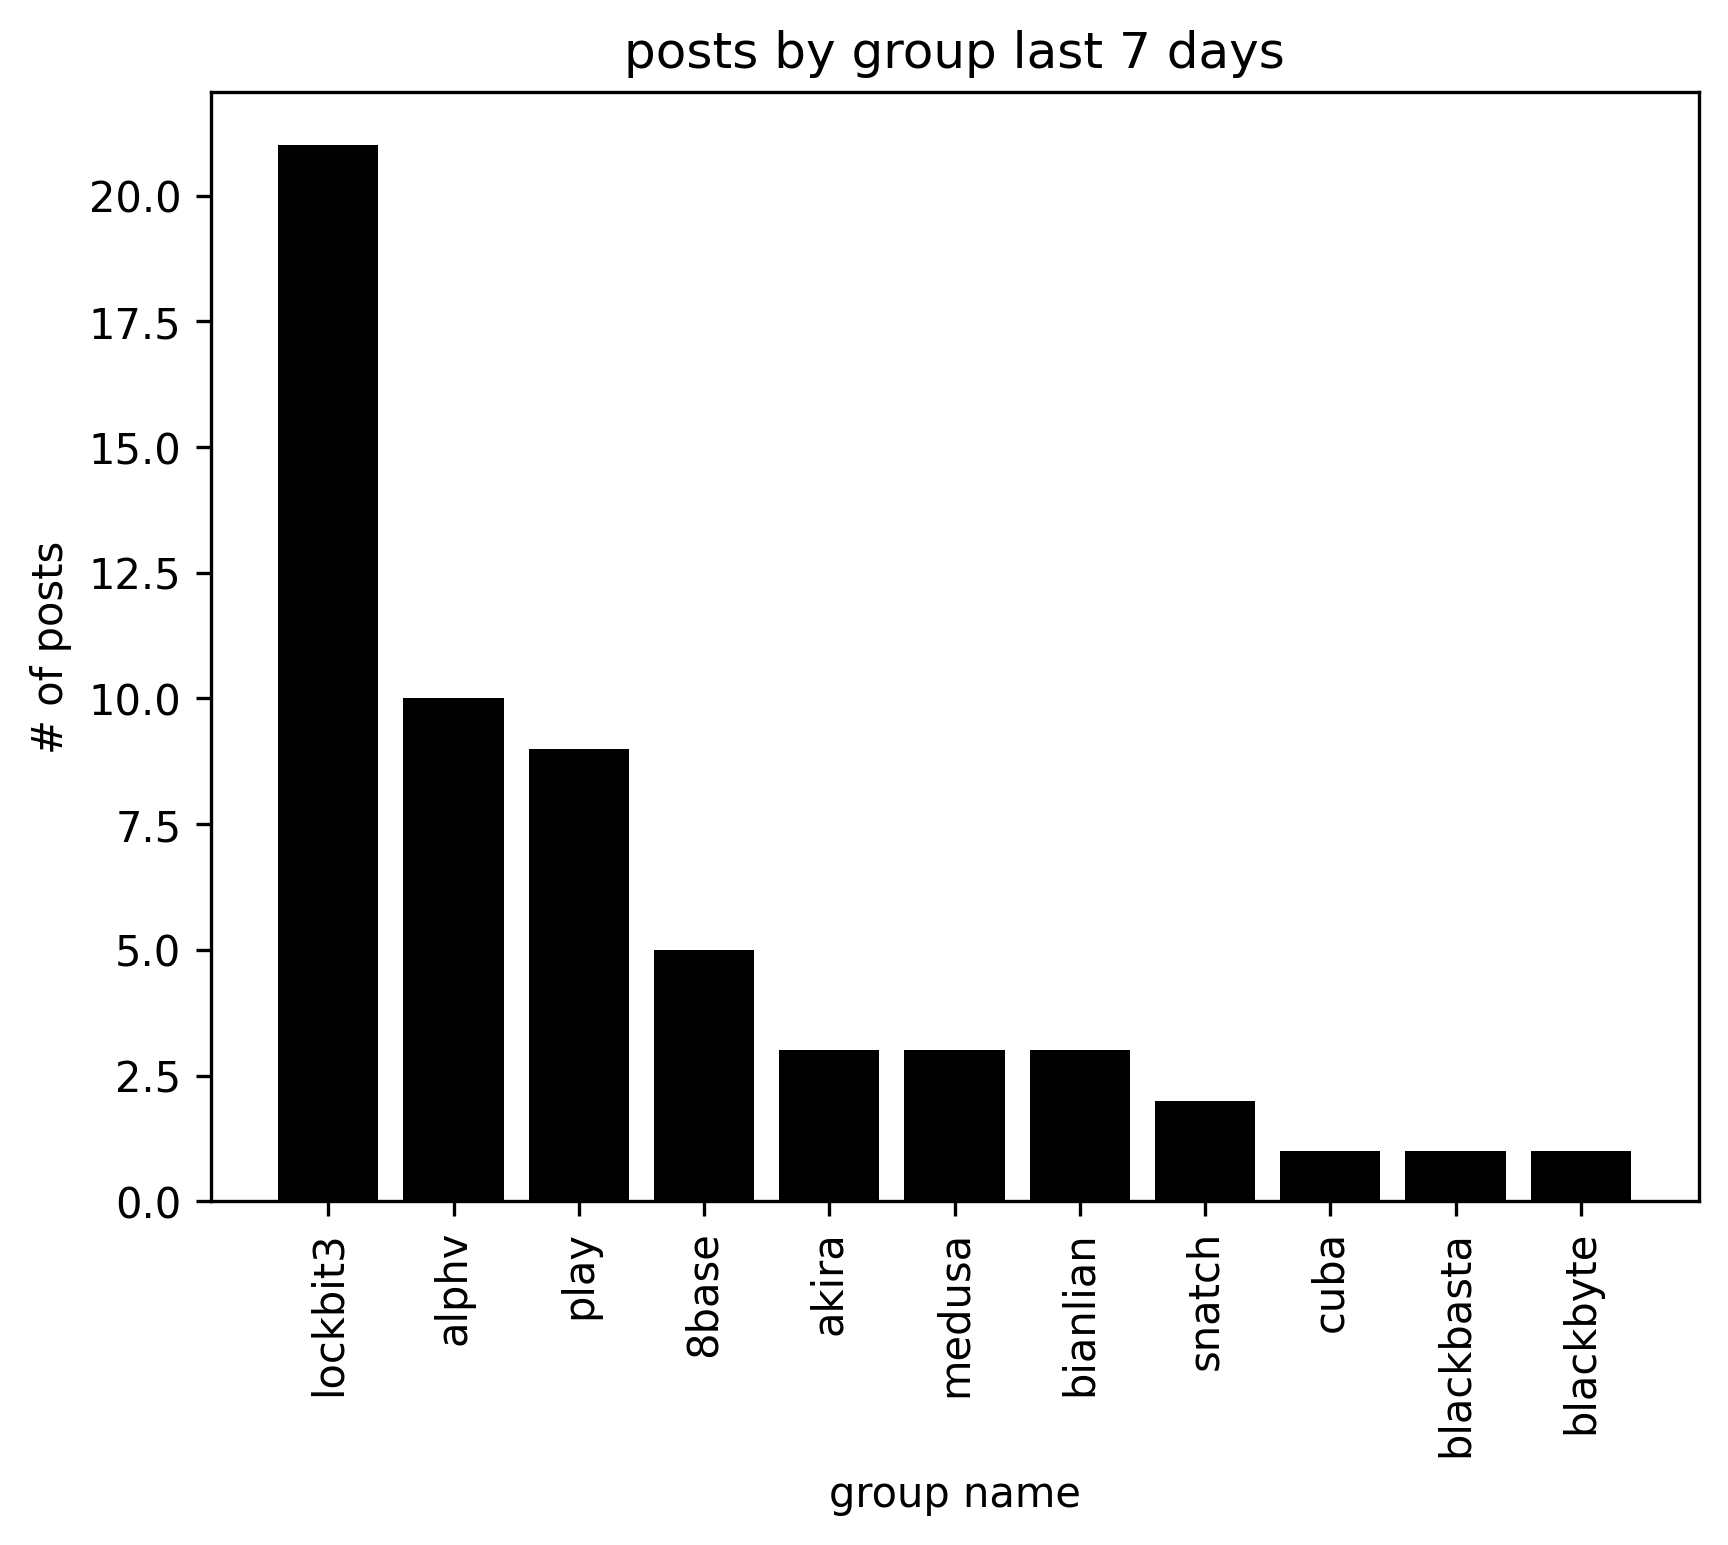 posts by group last 7 days
# of posts
20.0
17.5
15.0
12.5
10.0
7.5
5.0
2.5
0.0
lockbit3
alphv
play
8base
akira
medusa
bianlian
snatch
cuba
blackbasta
blackbyte
group name